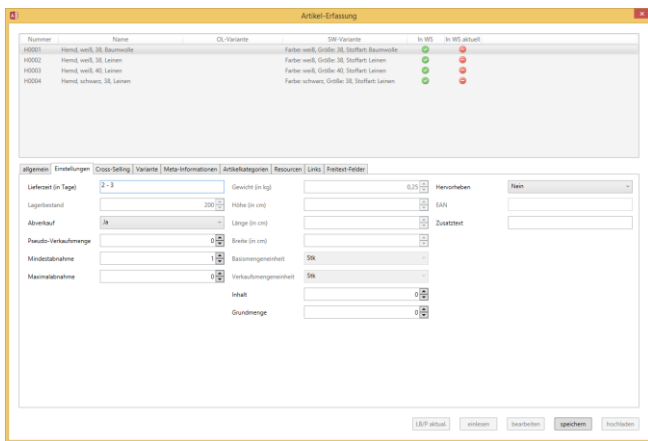 Artikel-Erfassung
Nummer Name OL-Variante SW-Variante In WS In WS aktuell
H0001 Hemd, weiß, 38, Baumwolle Farbe: weiß, Größe: 38, Stoffart: Baumwolle
H0002 Hemd, weiß, 38, Leinen Farbe: weiß, Größe: 38, Stoffart: Leinen
H0003 Hemd, weiß, 40, Leinen Farbe: weiß, Größe: 40, Stoffart: Leinen
H0004 Hemd, schwarz, 38, Leinen Farbe: schwarz, Größe: 38, Stoffart: Leinen
allgemein Einstellungen Cross-Selling Variante Meta-Informationen Artikelkategorien Resourcen Links Freitext-Felder
Lieferzeit (in Tage) 2 - 3 Gewicht (in kg) 0,25 Hervorheben Nein
Lagerbestand 200 Höhe (in cm) EAN
Abverkauf Ja Länge (in cm) Zusatztext
Pseudo-Verkaufsmenge 0 Breite (in cm)
Mindestabnahme 1 Basismengeneinheit Stk
Maximalabnahme 0 Verkaufsmengeneinheit Stk
Inhalt 0
Grundmenge 0
LB/P aktual. einlesen bearbeiten speichern hochladen